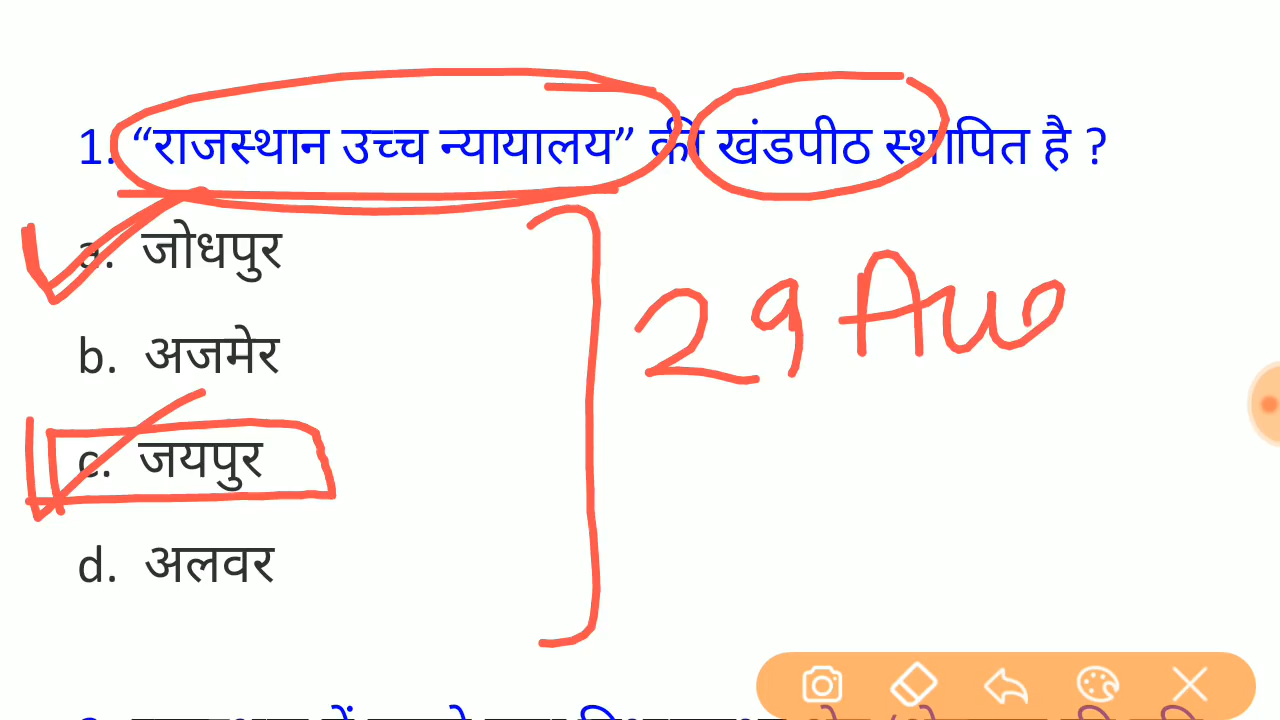 1. “राजस्थान उच्च न्यायालय” की खंडपीठ स्थापित है ?
a. जोधपुर
b. अजमेर
29 Aug
c. जयपुर
d. अलवर